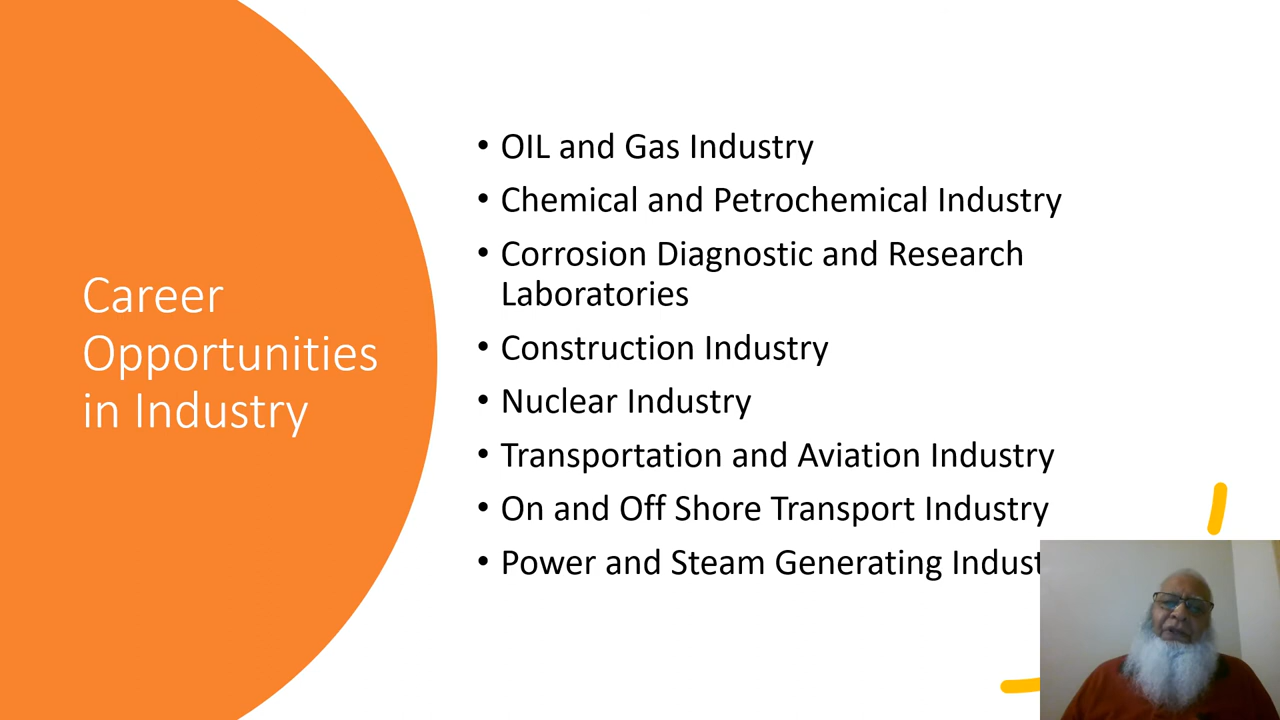 Career
Opportunities
in Industry
• OIL and Gas Industry
• Chemical and Petrochemical Industry
• Corrosion Diagnostic and Research
Laboratories
• Construction Industry
• Nuclear Industry
• Transportation and Aviation Industry
• On and Off Shore Transport Industry
• Power and Steam Generating